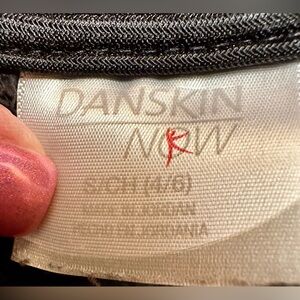 DANSKIN
NOW
S/CH (4/6)
MADE IN JORDAN
HECHO EN JORDANIA